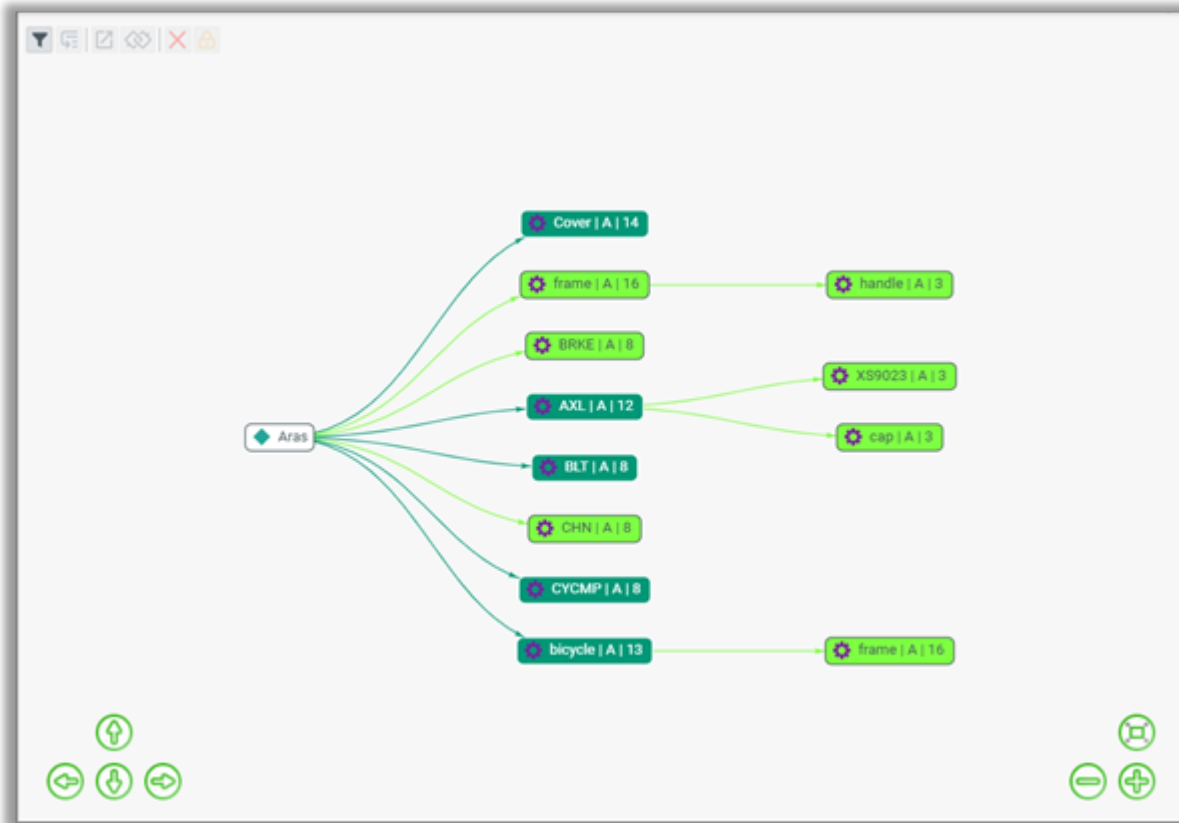 Cover | A | 14
frame | A | 16
handle | A | 3
BRKE | A | 8
XS9023 | A | 3
AXL | A | 12
Aras
cap | A | 3
BLT | A | 8
CHN | A | 8
CYCMP | A | 8
bicycle | A | 13
frame | A | 16